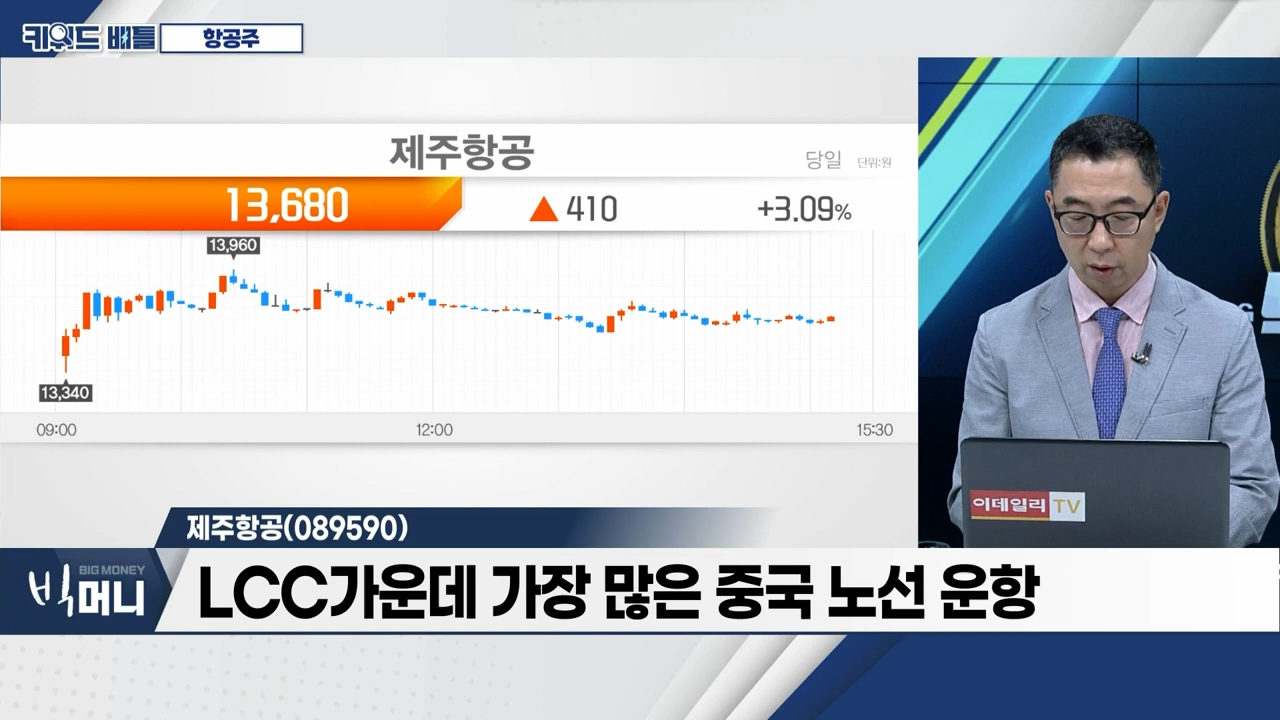 키워드 배틀 항공주
제주항공
당일 단위:원
13,680 ▲ 410 +3.09%
13,960
13,340
09:00 12:00 15:30
이데일리 TV
제주항공(089590)
BIG MONEY
빅머니
LCC가운데 가장 많은 중국 노선 운항